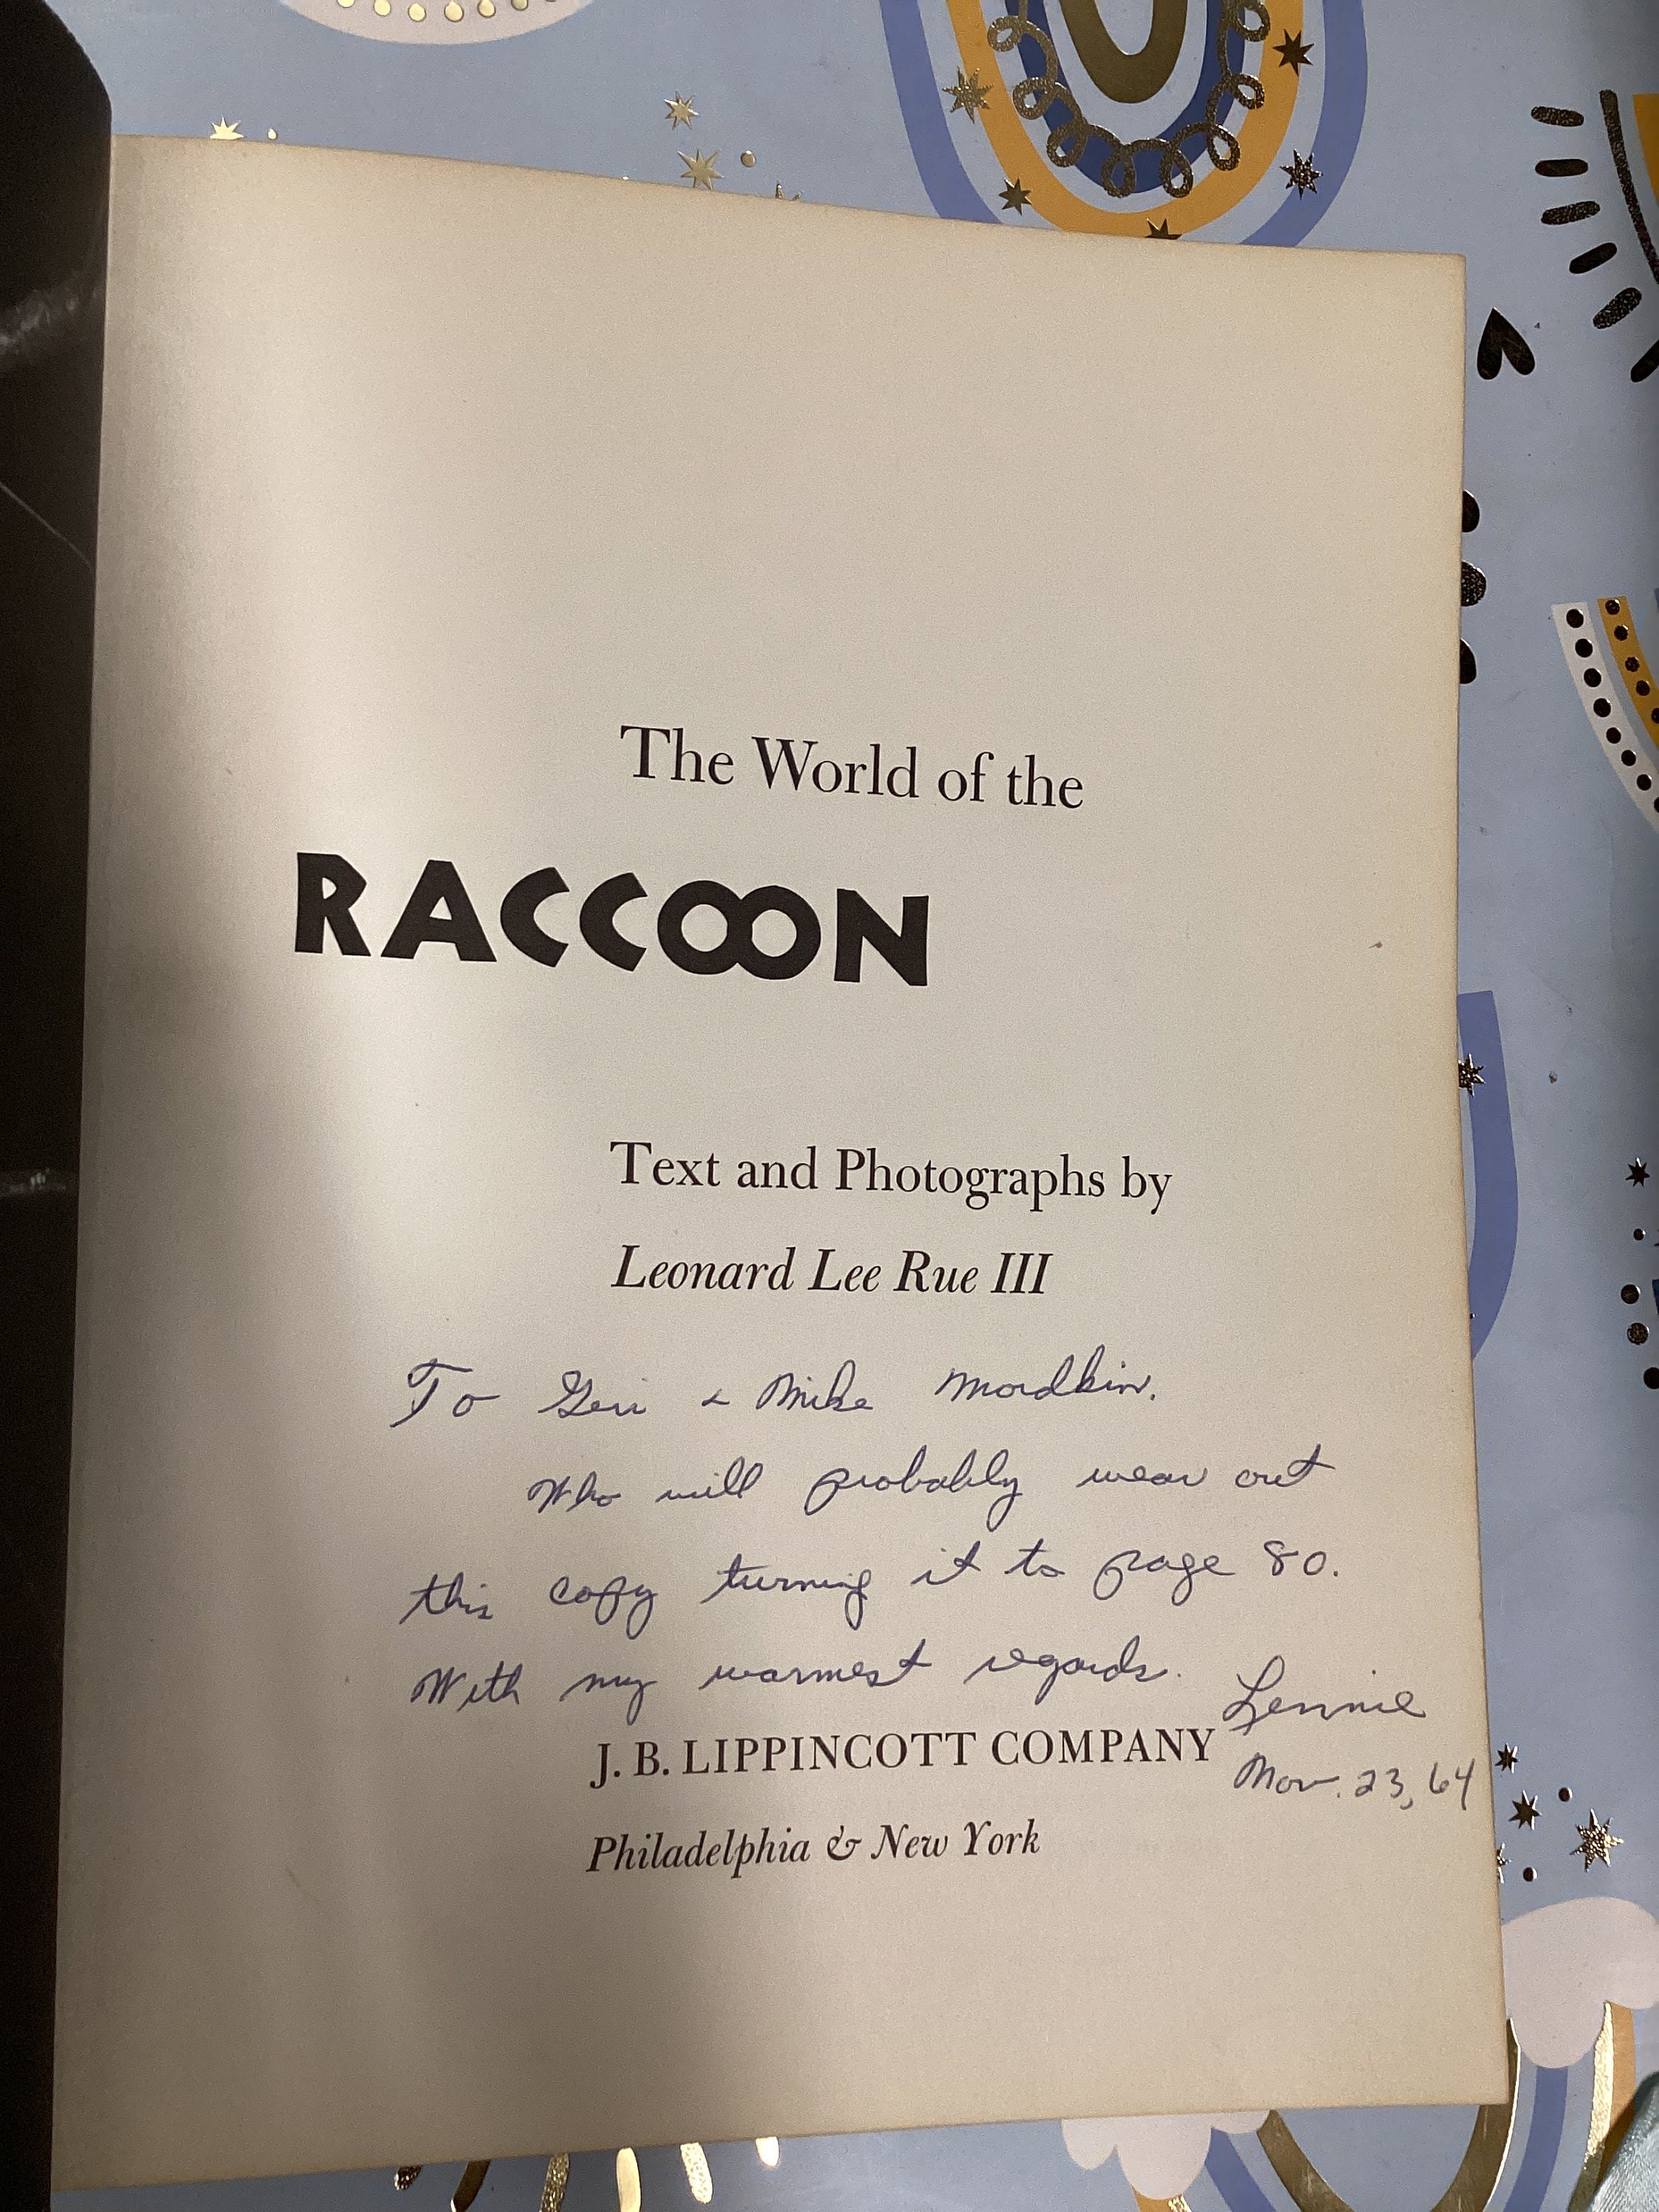 The World of the
RACCOON
Text and Photographs by
Leonard Lee Rue III
To Geri & Mike Mordkin.
Who will probably wear out
this copy turning it to page 80.
With my warmest regards.
Lennie
J. B. LIPPINCOTT COMPANY
Nov. 23, 64
Philadelphia & New York